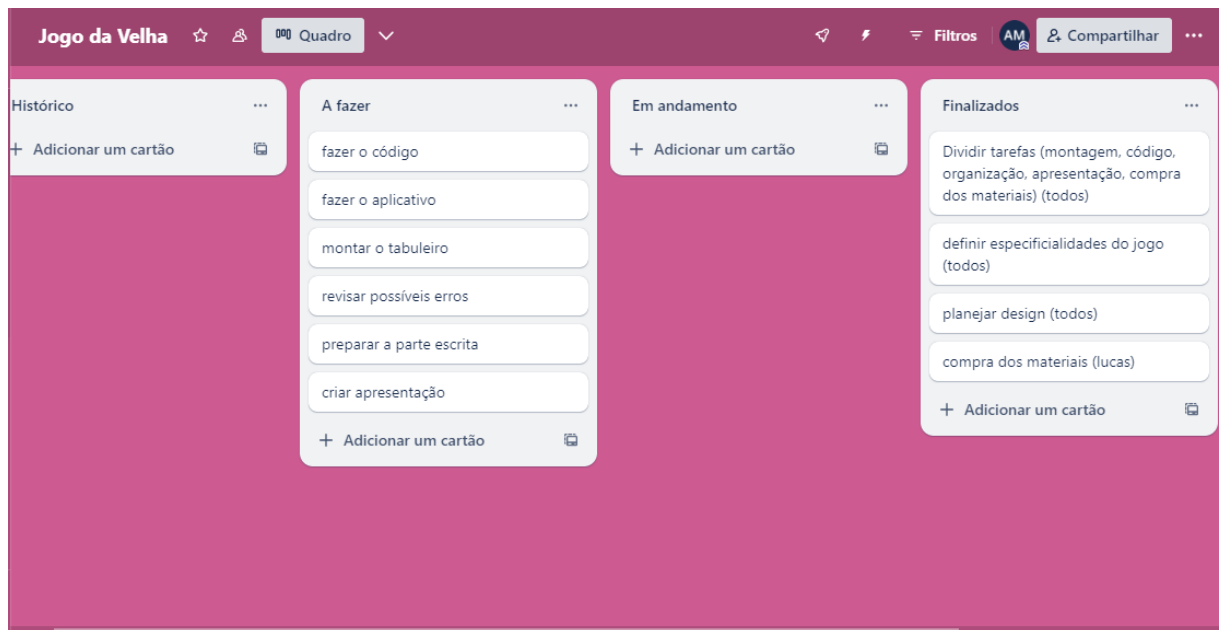 Jogo da Velha
Quadro
Filtros
AM
Compartilhar
Histórico
Adicionar um cartão
A fazer
fazer o código
fazer o aplicativo
montar o tabuleiro
revisar possíveis erros
preparar a parte escrita
criar apresentação
Adicionar um cartão
Em andamento
Adicionar um cartão
Finalizados
Dividir tarefas (montagem, código,
organização, apresentação, compra
dos materiais) (todos)
definir especificialidades do jogo
(todos)
planejar design (todos)
compra dos materiais (lucas)
Adicionar um cartão